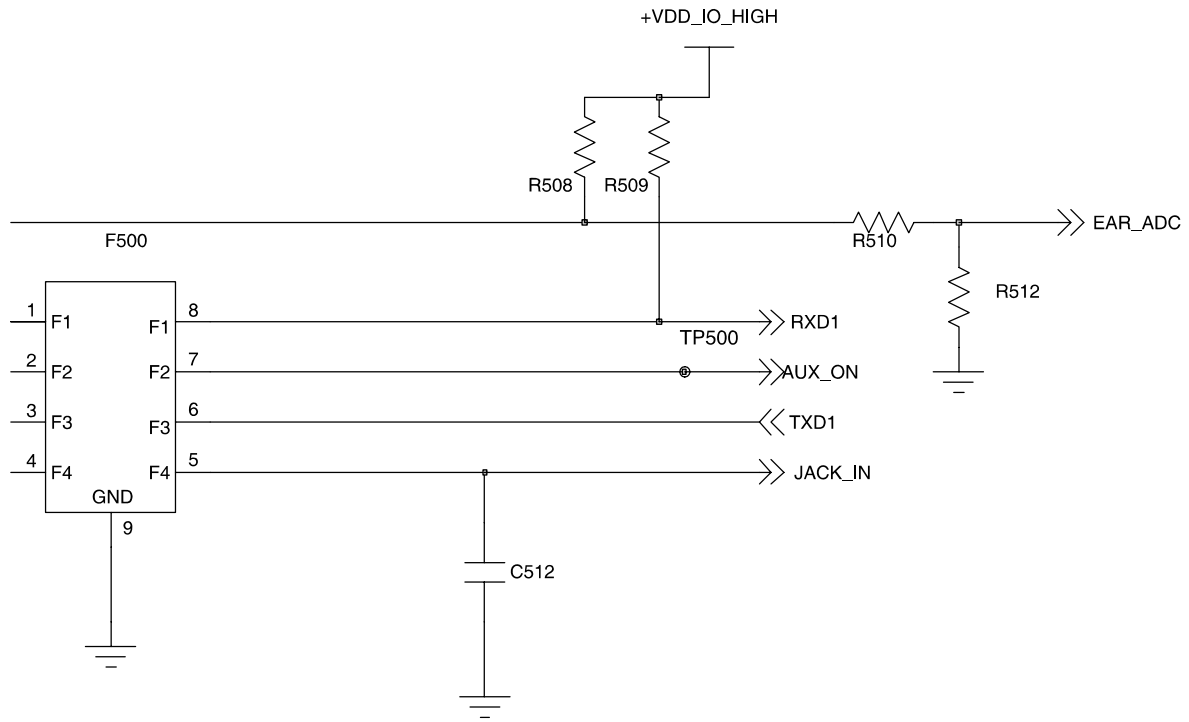 +VDD_IO_HIGH
R508
R509
F500
R510
EAR_ADC
R512
1
F1
F1
8
TP500
RXD1
2
F2
F2
7
AUX_ON
3
F3
F3
6
TXD1
4
F4
F4
5
JACK_IN
GND
9
C512